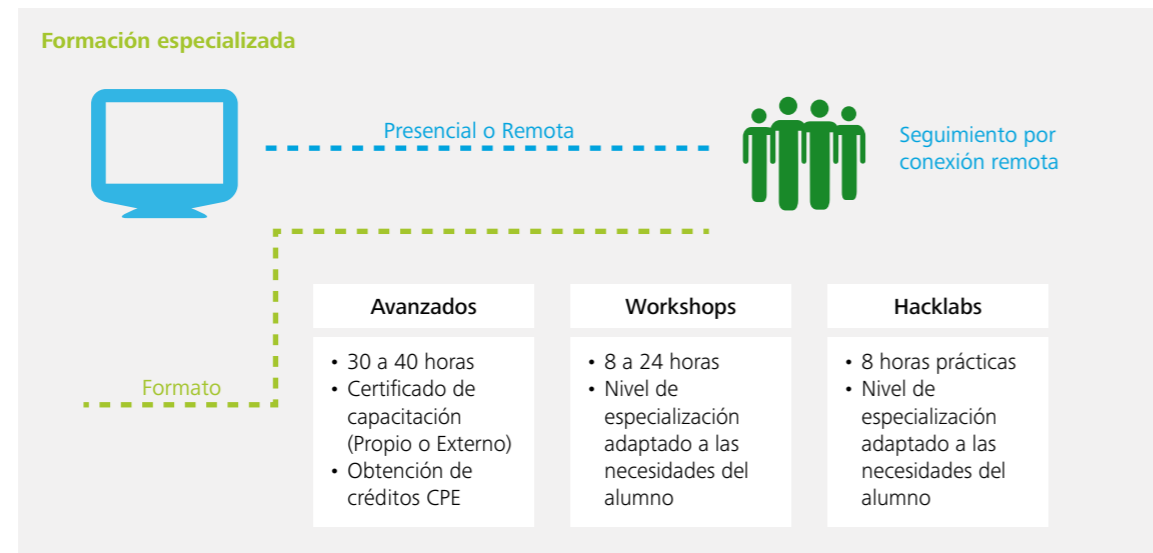 Formación especializada
Presencial o Remota
Seguimiento por
conexión remota
Formato
Avanzados
• 30 a 40 horas
• Certificado de
capacitación
(Propio o Externo)
• Obtención de
créditos CPE
Workshops
• 8 a 24 horas
• Nivel de
especialización
adaptado a las
necesidades del
alumno
Hacklabs
• 8 horas prácticas
• Nivel de
especialización
adaptado a las
necesidades del
alumno